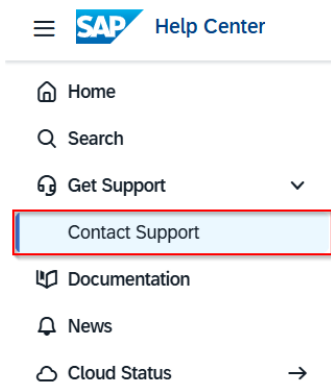 SAP Help Center
Home
Search
Get Support
Contact Support
Documentation
News
Cloud Status